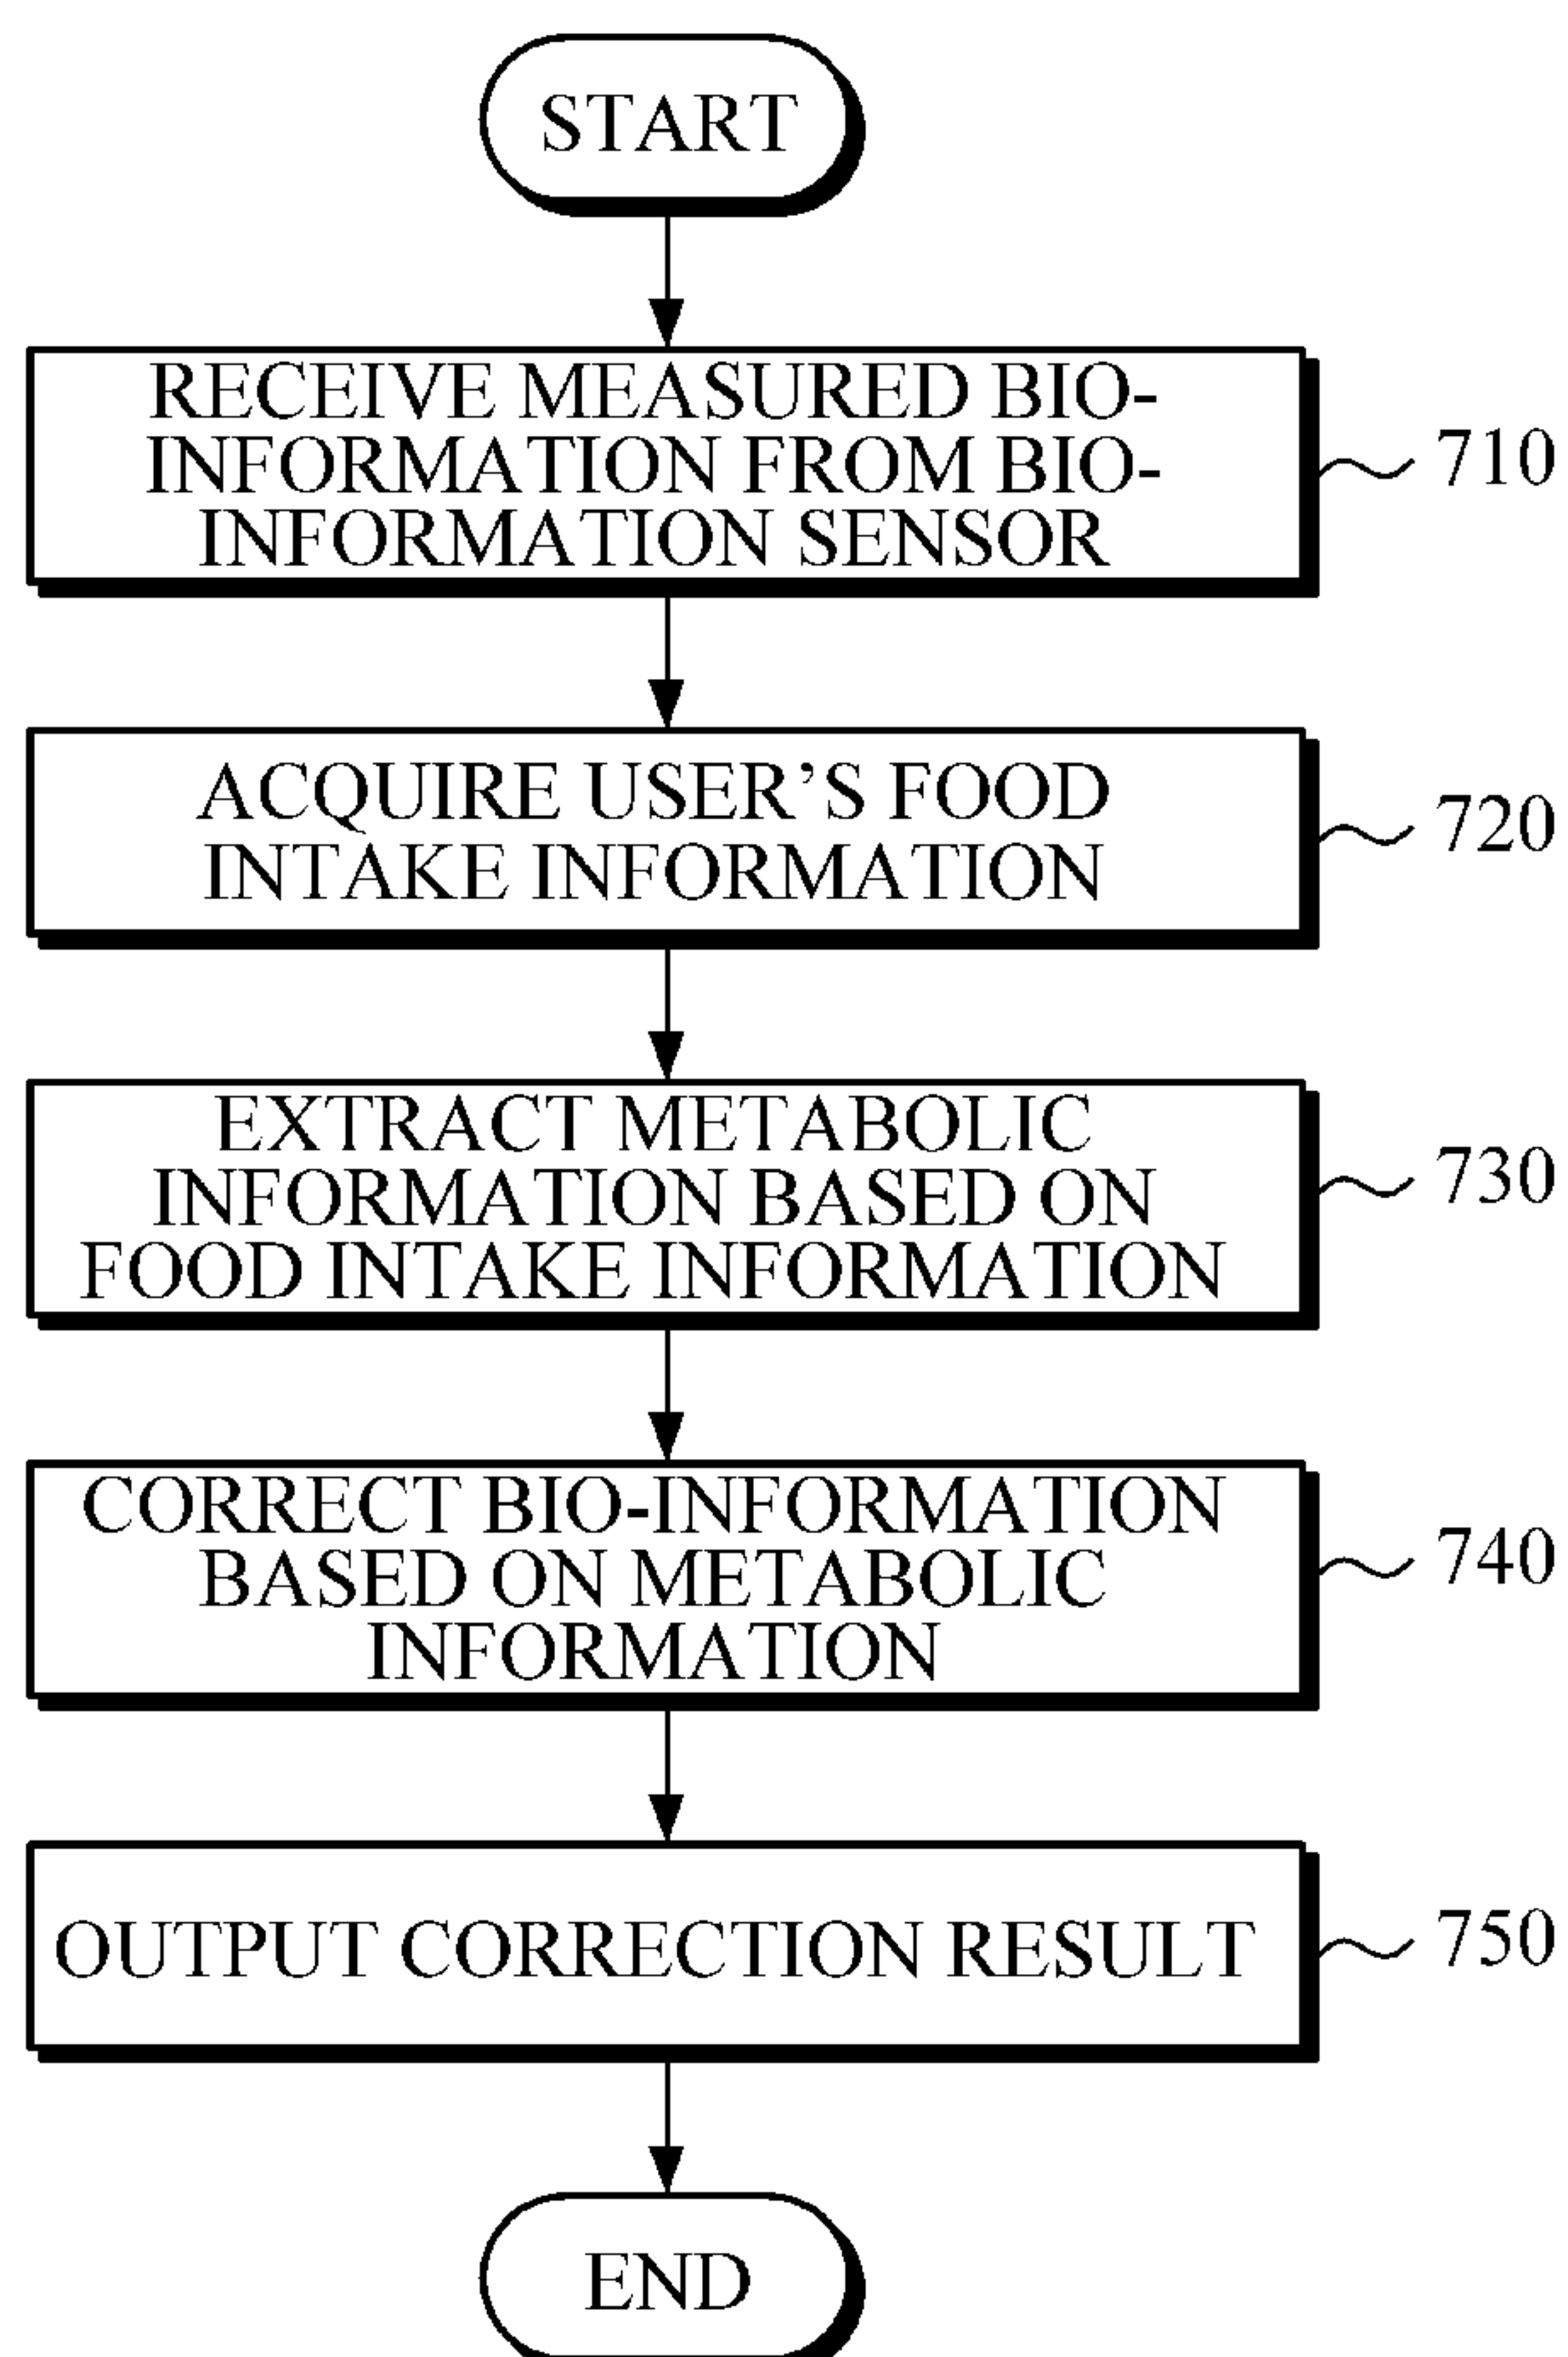 START
RECEIVE MEASURED BIO-
INFORMATION FROM BIO-
INFORMATION SENSOR
710
ACQUIRE USER’S FOOD
INTAKE INFORMATION
720
EXTRACT METABOLIC
INFORMATION BASED ON
FOOD INTAKE INFORMATION
730
CORRECT BIO-INFORMATION
BASED ON METABOLIC
INFORMATION
740
OUTPUT CORRECTION RESULT
750
END